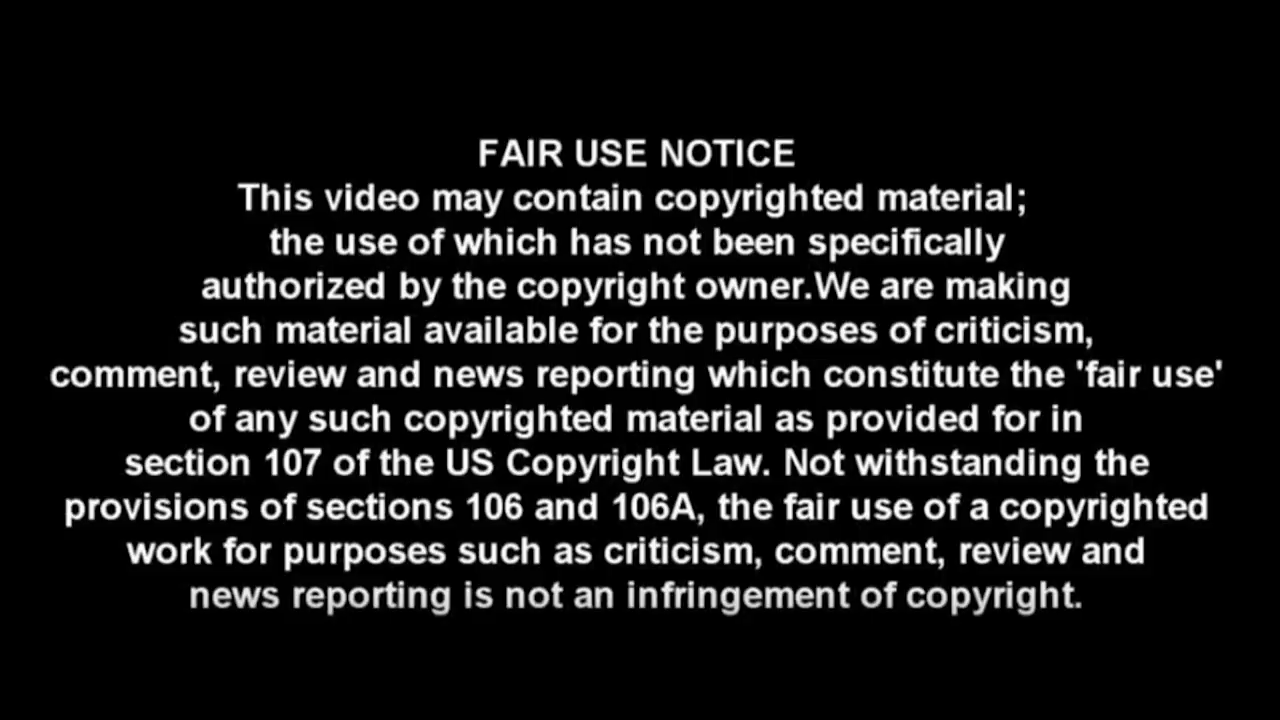 FAIR USE NOTICE
This video may contain copyrighted material;
the use of which has not been specifically
authorized by the copyright owner.We are making
such material available for the purposes of criticism,
comment, review and news reporting which constitute the 'fair use'
of any such copyrighted material as provided for in
section 107 of the US Copyright Law. Not withstanding the
provisions of sections 106 and 106A, the fair use of a copyrighted
work for purposes such as criticism, comment, review and
news reporting is not an infringement of copyright.